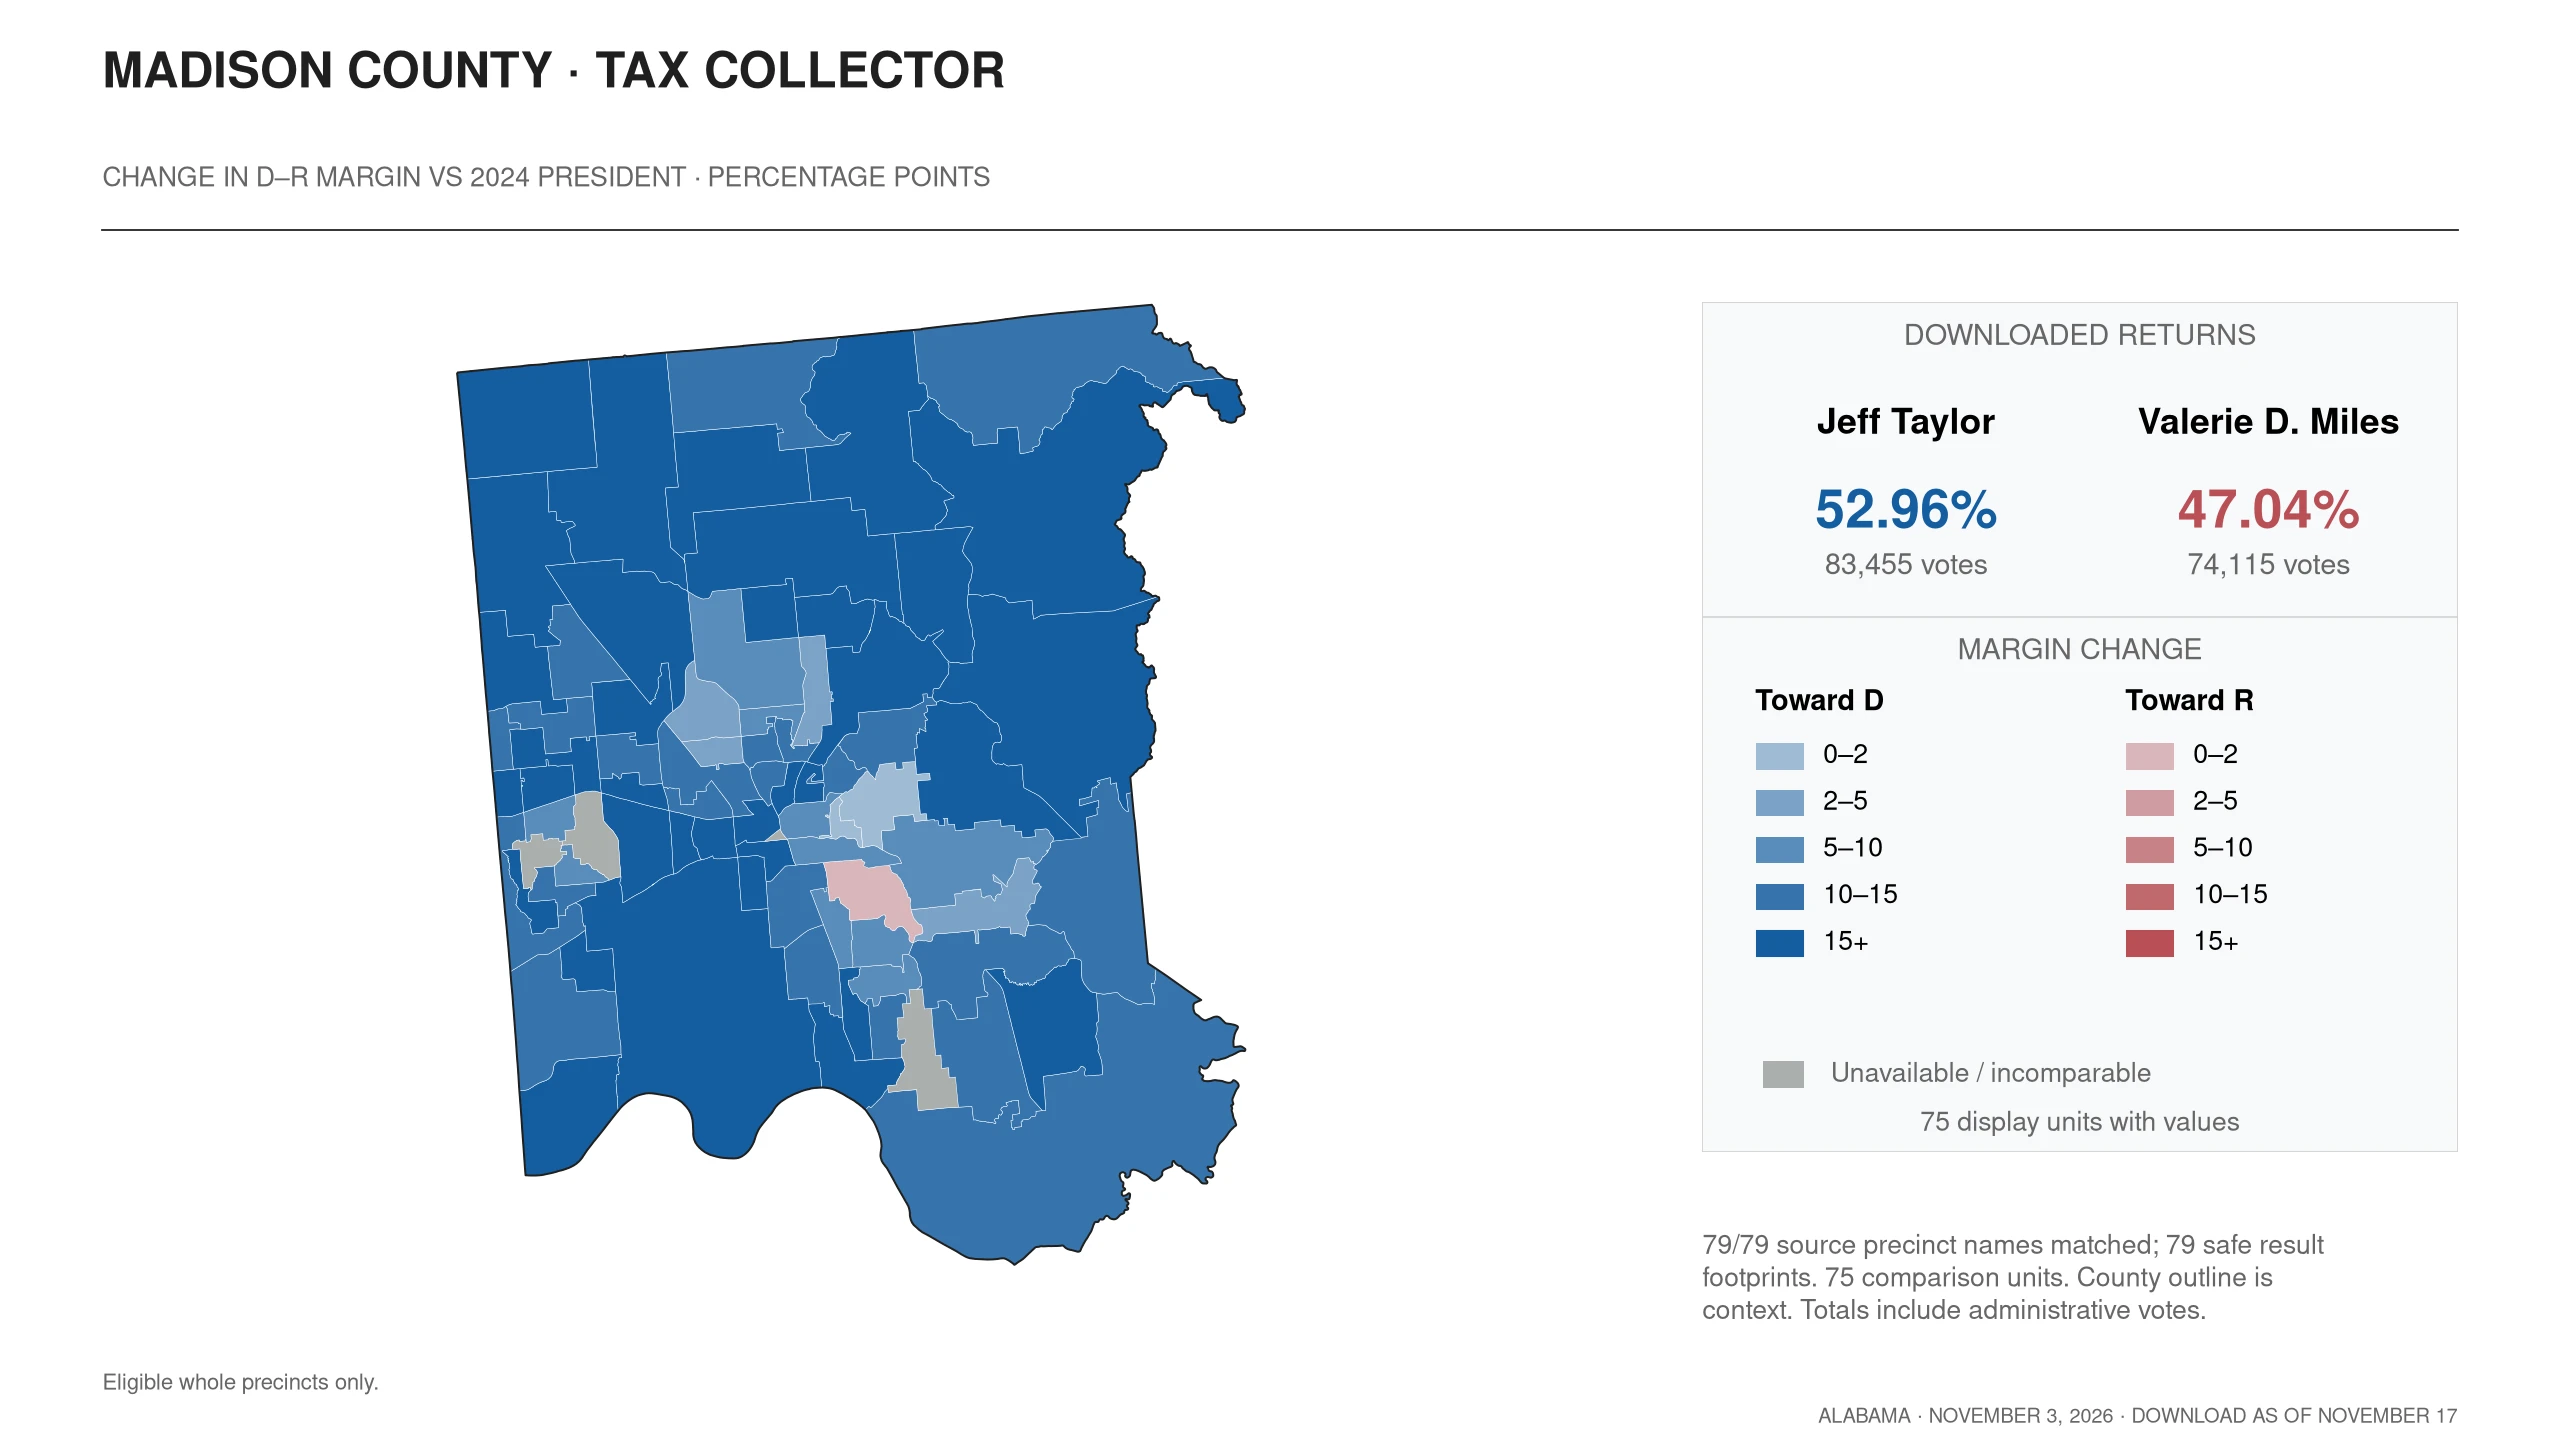 MADISON COUNTY · TAX COLLECTOR
CHANGE IN D–R MARGIN VS 2024 PRESIDENT · PERCENTAGE POINTS
DOWNLOADED RETURNS
Jeff Taylor
Valerie D. Miles
52.96%
47.04%
83,455 votes
74,115 votes
MARGIN CHANGE
Toward D
Toward R
0–2
0–2
2–5
2–5
5–10
5–10
10–15
10–15
15+
15+
Unavailable / incomparable
75 display units with values
79/79 source precinct names matched; 79 safe result
footprints. 75 comparison units. County outline is
context. Totals include administrative votes.
Eligible whole precincts only.
ALABAMA · NOVEMBER 3, 2026 · DOWNLOAD AS OF NOVEMBER 17